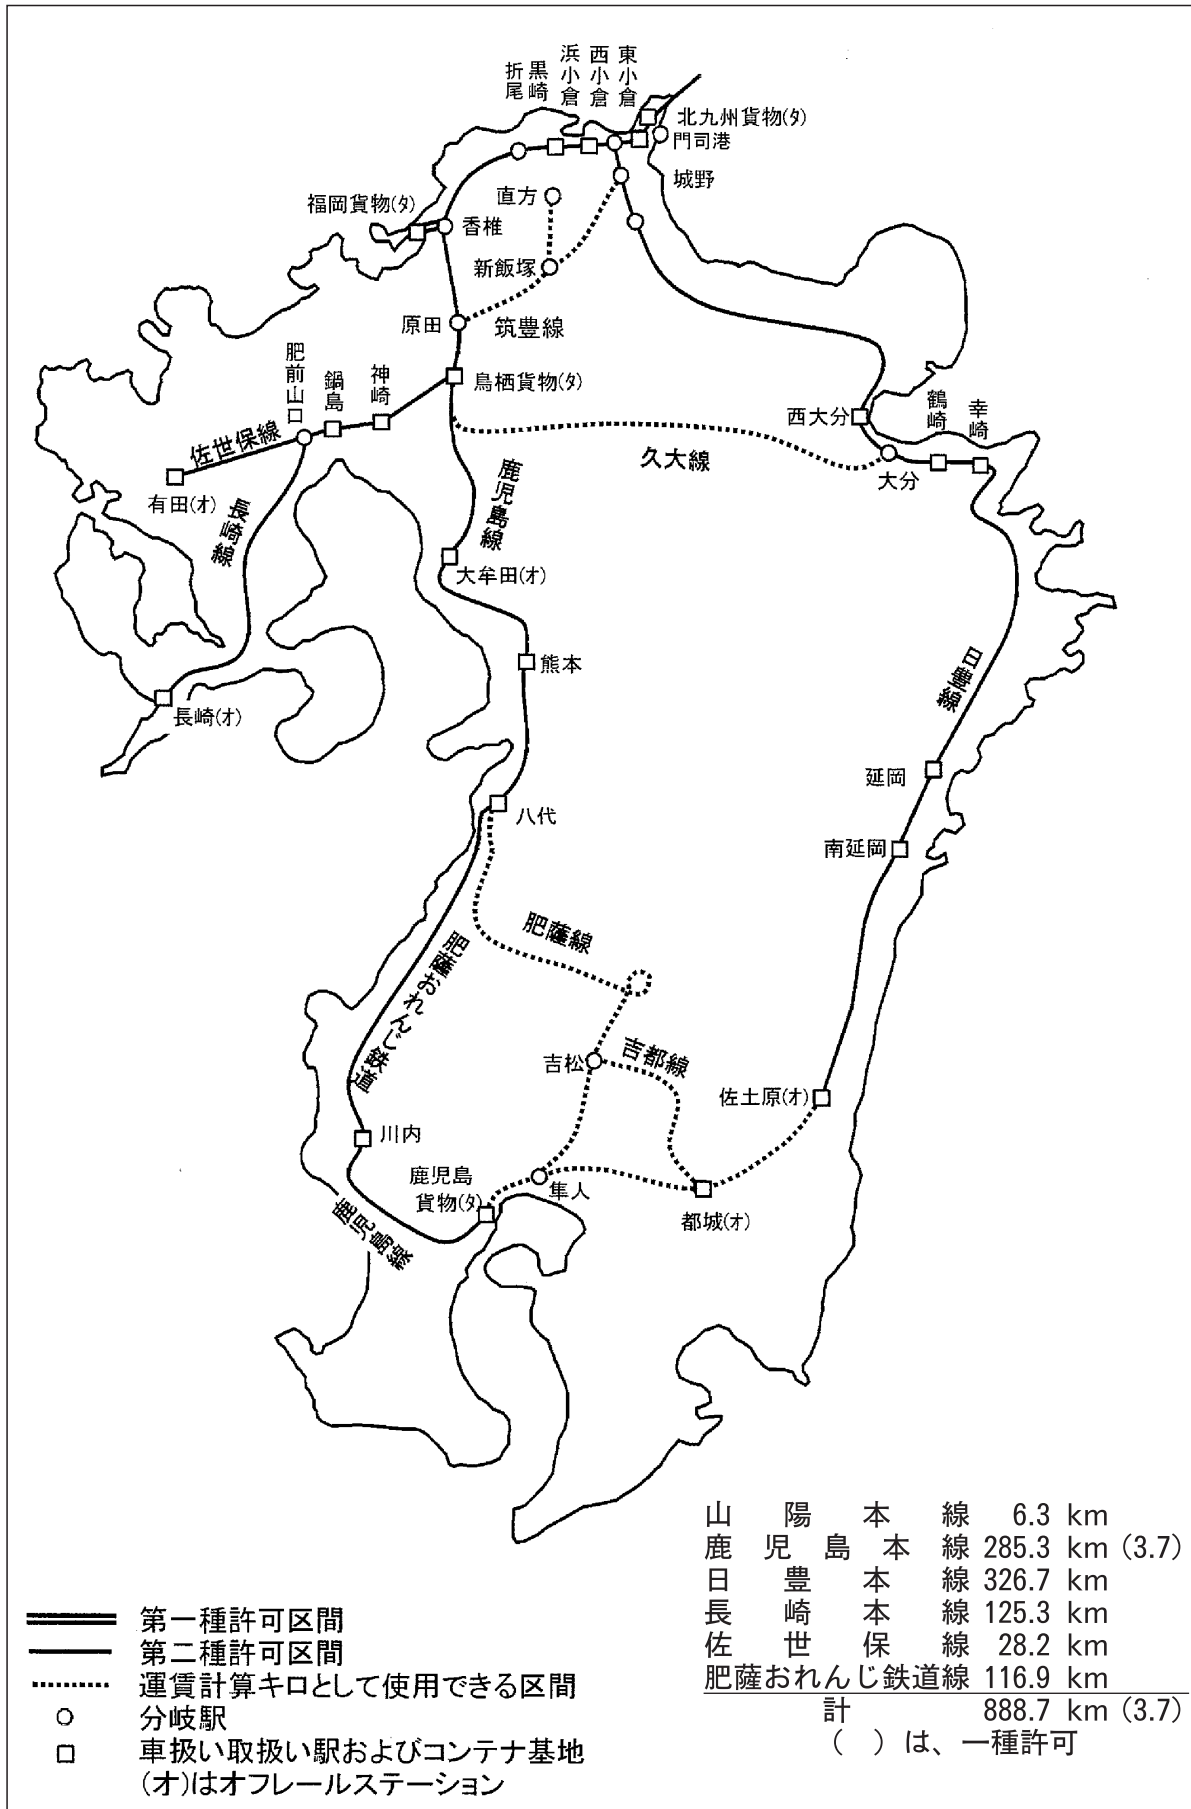 折尾
黒崎
浜小倉
西小倉
東小倉
北九州貨物(タ)
門司港
城野
直方
福岡貨物(タ)
香椎
新飯塚
原田
筑豊線
肥前山口
鍋島
神崎
鳥栖貨物(タ)
西大分
鶴崎
幸崎
佐世保線
久大線
大分
有田(オ)
長崎線
鹿児島線
大牟田(オ)
熊本
日豊線
長崎(オ)
延岡
八代
南延岡
肥薩線
肥薩おれんじ鉄道
吉松
吉都線
佐土原(オ)
川内
鹿児島
貨物(タ)
隼人
都城(オ)
鹿児島線
山陽本線 6.3 km
鹿児島本線 285.3 km (3.7)
日豊本線 326.7 km
長崎本線 125.3 km
佐世保線 28.2 km
肥薩おれんじ鉄道線 116.9 km
計 888.7 km (3.7)
( )は、一種許可
第一種許可区間
第二種許可区間
運賃計算キロとして使用できる区間
分岐駅
車扱い取扱い駅およびコンテナ基地
(オ)はオフレールステーション